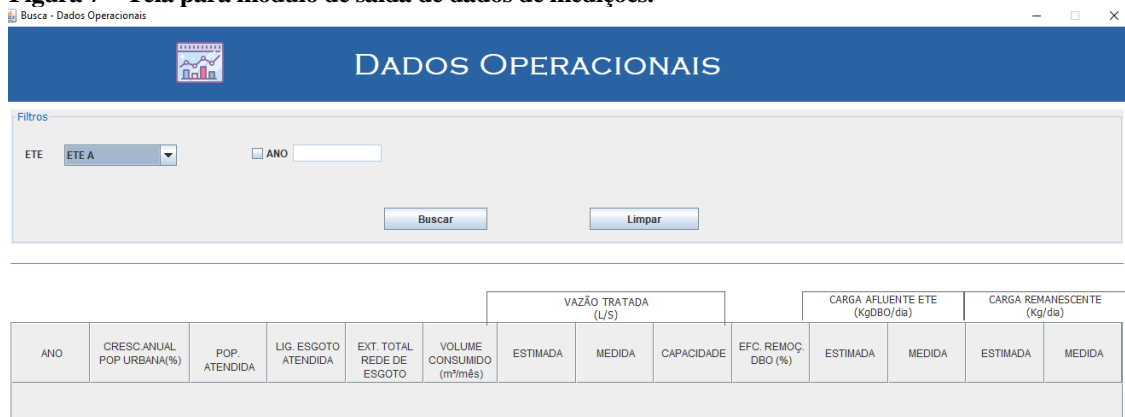 Figura 7 – Tela para módulo de saída de dados de medições.
Busca - Dados Operacionais
DADOS OPERACIONAIS
Filtros
ETE ETE A ANO
Buscar Limpar
VAZÃO TRATADA
(L/S)
CARGA AFLUENTE ETE
(KgDBO/dia)
CARGA REMANESCENTE
(Kg/dia)
ANO
CRESC.ANUAL
POP URBANA(%)
POP.
ATENDIDA
LIG. ESGOTO
ATENDIDA
EXT. TOTAL
REDE DE
ESGOTO
VOLUME
CONSUMIDO
(m³/mês)
ESTIMADA
MEDIDA
CAPACIDADE
EFC. REMOÇ.
DBO (%)
ESTIMADA
MEDIDA
ESTIMADA
MEDIDA